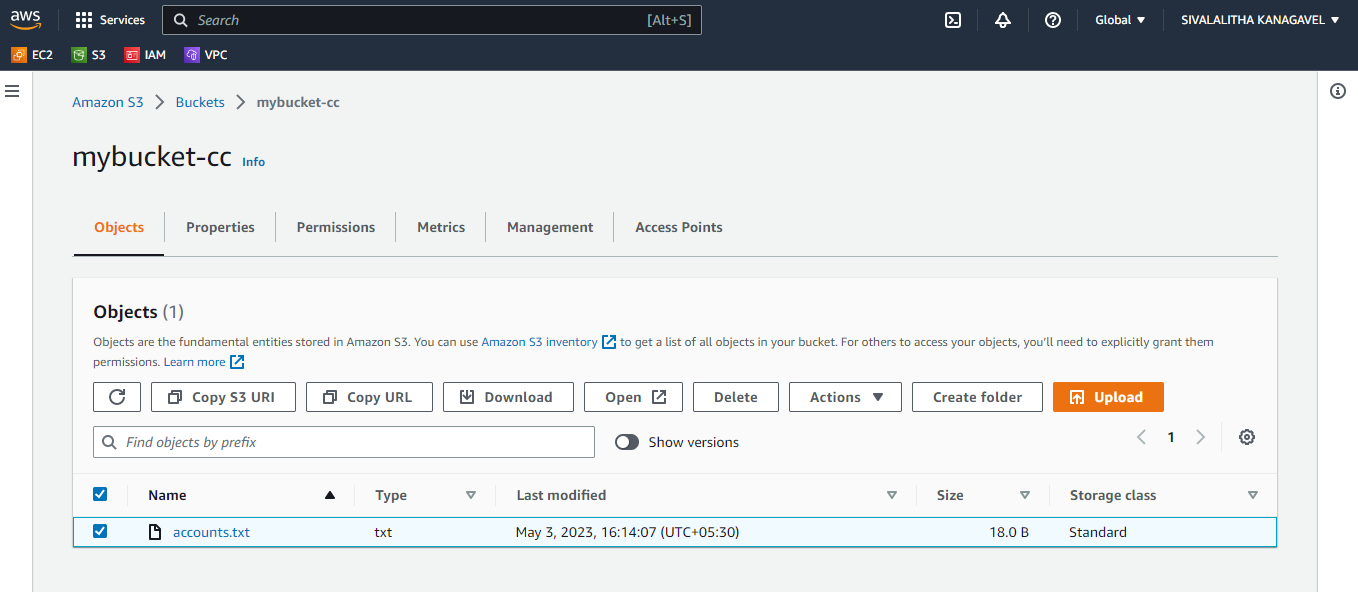 aws Services Search [Alt+S] Global SIVALALITHA KANAGAVEL
EC2 S3 IAM VPC
Amazon S3 Buckets mybucket-cc
mybucket-cc Info
Objects Properties Permissions Metrics Management Access Points
Objects (1)
Objects are the fundamental entities stored in Amazon S3. You can use Amazon S3 inventory to get a list of all objects in your bucket. For others to access your objects, you'll need to explicitly grant them
permissions. Learn more
Copy S3 URI Copy URL Download Open Delete Actions Create folder Upload
Find objects by prefix Show versions 1
Name Type Last modified Size Storage class
accounts.txt txt May 3, 2023, 16:14:07 (UTC+05:30) 18.0 B Standard